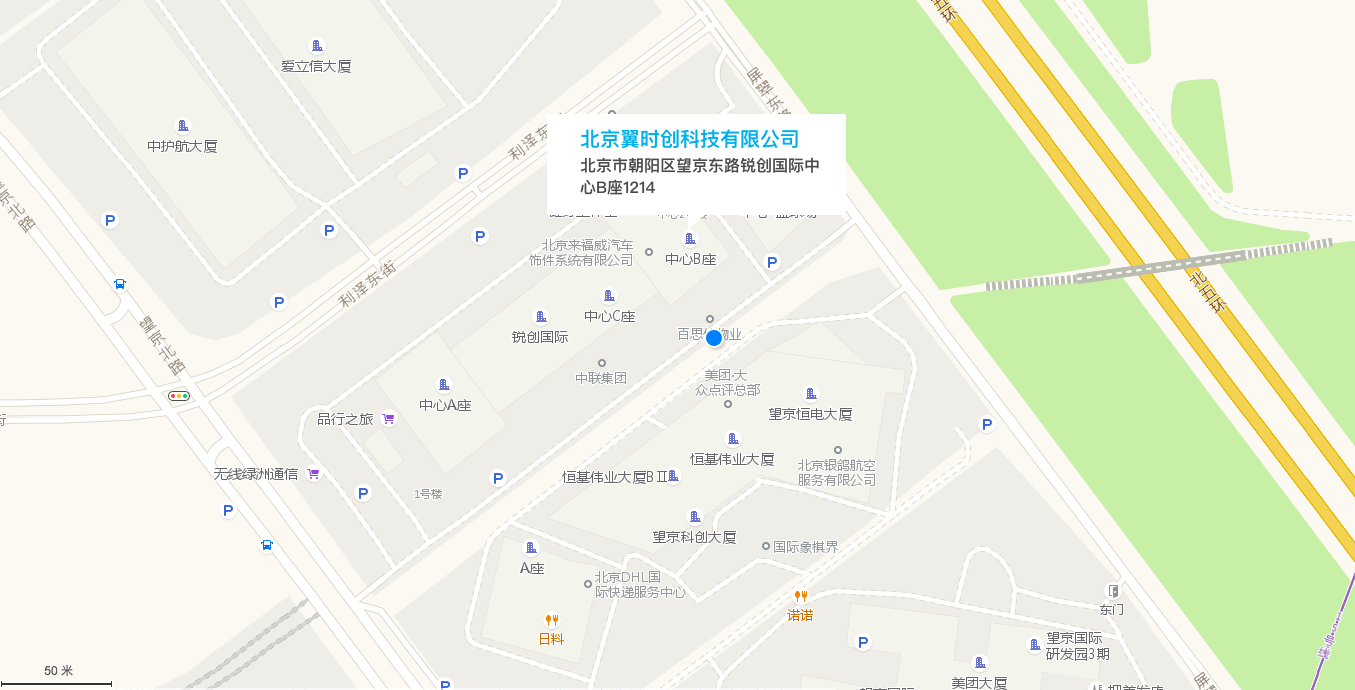 五环
屏翠东路
爱立信大厦
中护航大厦
利泽东
北京翼时创科技有限公司
北京市朝阳区望京东路锐创国际中
心B座1214
P
望京北路
P
P
P
北京来福威汽车
饰件系统有限公司
中心B座
P
利泽东街
P
北五环
中心C座
望京北路
锐创国际
百思
物业
中联集团
美团·大
众点评总部
中心A座
望京恒电大厦
品行之旅
街
P
恒基伟业大厦
无线绿洲通信
恒基伟业大厦BⅡ
北京银鸽航空
服务有限公司
P
P
1号楼
P
望京科创大厦
国际象棋界
A座
北京DHL国
际快递服务中心
诺诺
东门
日料
P
望京国际
研发园3期
50 米
P
美团大厦
屏